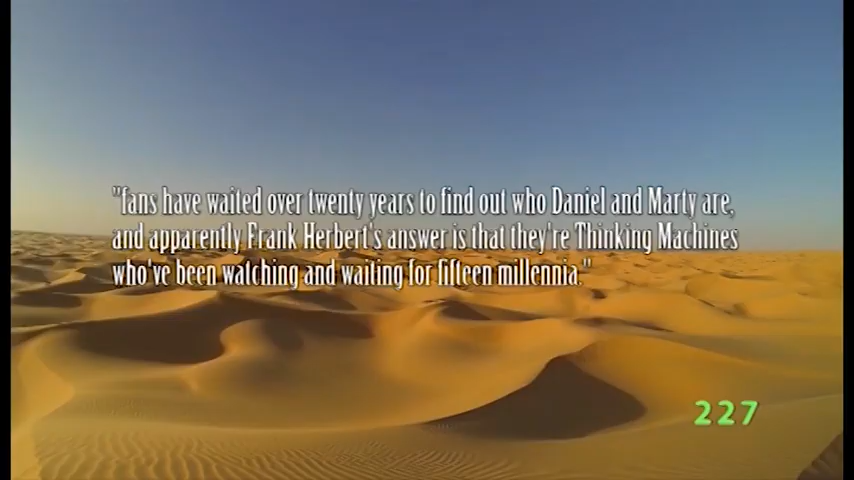 "fans have waited over twenty years to find out who Daniel and Marty are,
and apparently Frank Herbert's answer is that they're Thinking Machines
who've been watching and waiting for fifteen millennia."
227